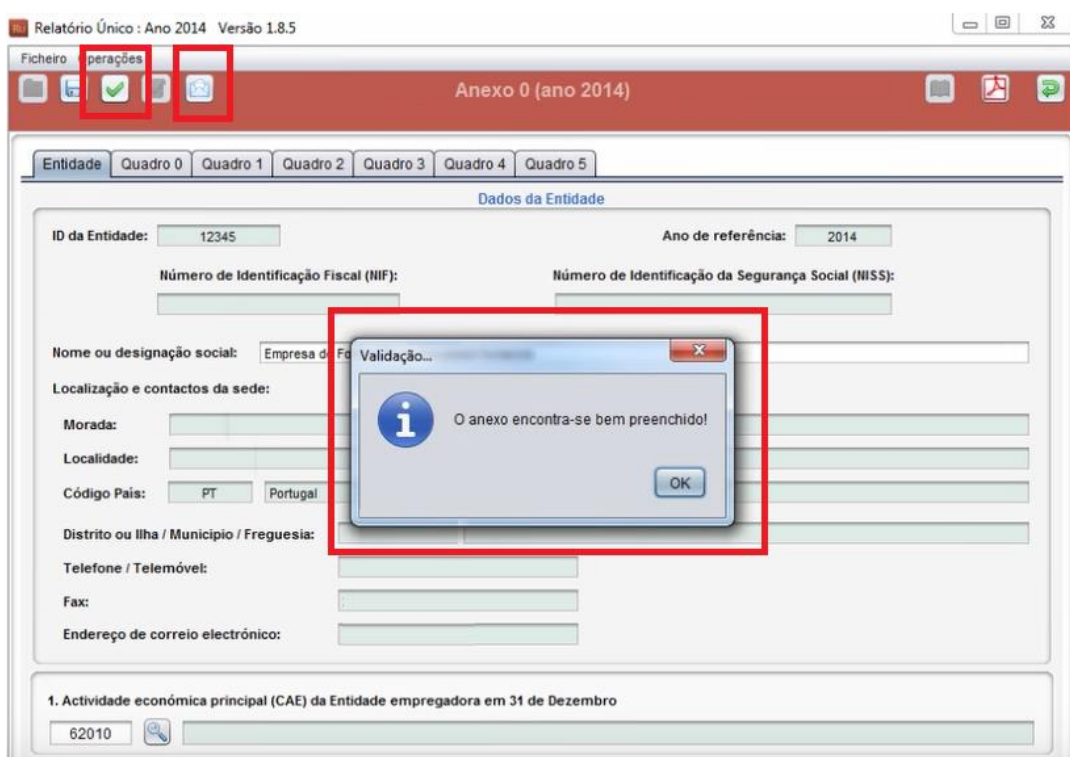 Relatório Único : Ano 2014 Versão 1.8.5
Ficheiro Operações
Anexo 0 (ano 2014)
Entidade Quadro 0 Quadro 1 Quadro 2 Quadro 3 Quadro 4 Quadro 5
Dados da Entidade
ID da Entidade: 12345 Ano de referência: 2014
Número de Identificação Fiscal (NIF): Número de Identificação da Segurança Social (NISS):
Nome ou designação social: Empresa de
Validação...
O anexo encontra-se bem preenchido!
OK
Localização e contactos da sede:
Morada:
Localidade:
Código País: PT Portugal
Distrito ou Ilha / Municipio / Freguesia:
Telefone / Telemóvel:
Fax:
Endereço de correio electrónico:
1. Actividade económica principal (CAE) da Entidade empregadora em 31 de Dezembro
62010